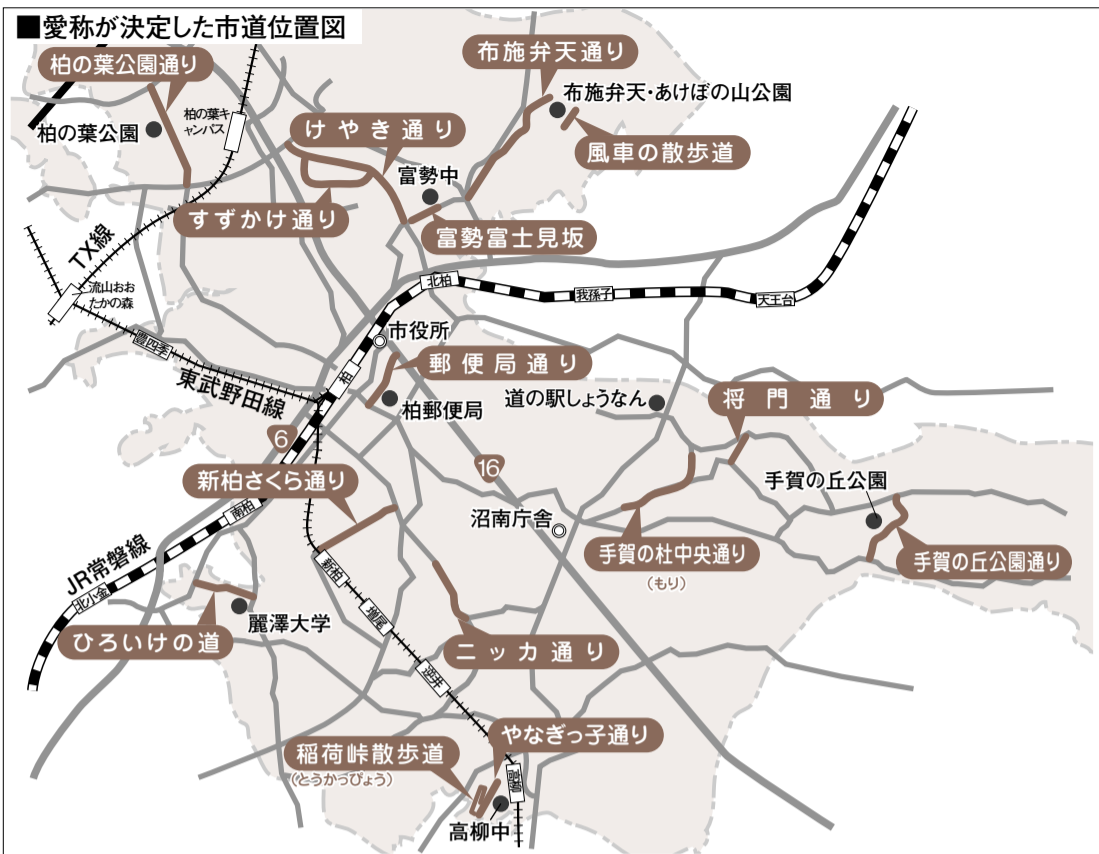 ■愛称が決定した市道位置図
柏の葉公園通り
布施弁天通り
柏の葉キ
ャンパス
布施弁天・あけぼの山公園
柏の葉公園
けやき通り
風車の散歩道
富勢中
すずかけ通り
富勢富士見坂
TX線
流山おお
たかの森
北柏
我孫子
天王台
市役所
豊四季
東武野田線
柏
郵便局通り
柏郵便局
道の駅しょうなん
将門通り
6
16
新柏さくら通り
手賀の丘公園
南柏
沼南庁舎
手賀の杜中央通り
(もり)
手賀の丘公園通り
JR常磐線
新柏
北小金
麗澤大学
増尾
ひろいけの道
ニッカ通り
逆井
やなぎっ子通り
稲荷峠散歩道
(とうかっぴょう)
高柳
高柳中